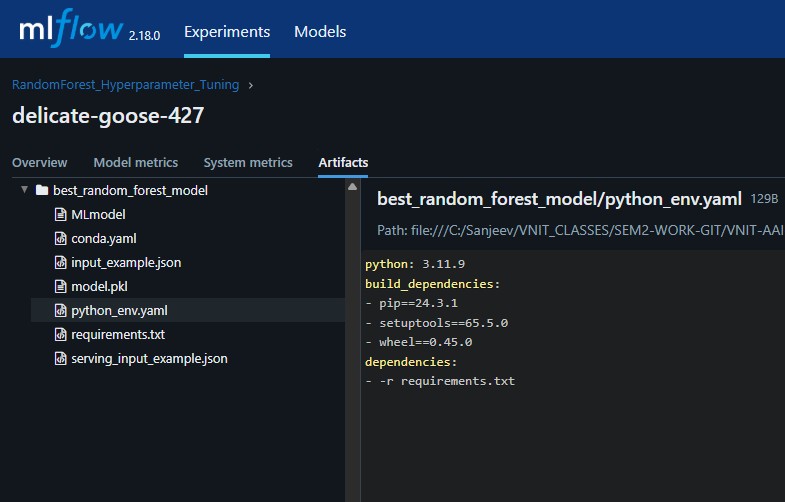 mlflow 2.18.0 Experiments Models
RandomForest_Hyperparameter_Tuning ›
delicate-goose-427
Overview Model metrics System metrics Artifacts
best_random_forest_model
MLmodel
conda.yaml
input_example.json
model.pkl
python_env.yaml
requirements.txt
serving_input_example.json
best_random_forest_model/python_env.yaml 129B
Path: file:///C:/Sanjeev/VNIT_CLASSES/SEM2-WORK-GIT/VNIT-AAI
python: 3.11.9
build_dependencies:
- pip==24.3.1
- setuptools==65.5.0
- wheel==0.45.0
dependencies:
- -r requirements.txt